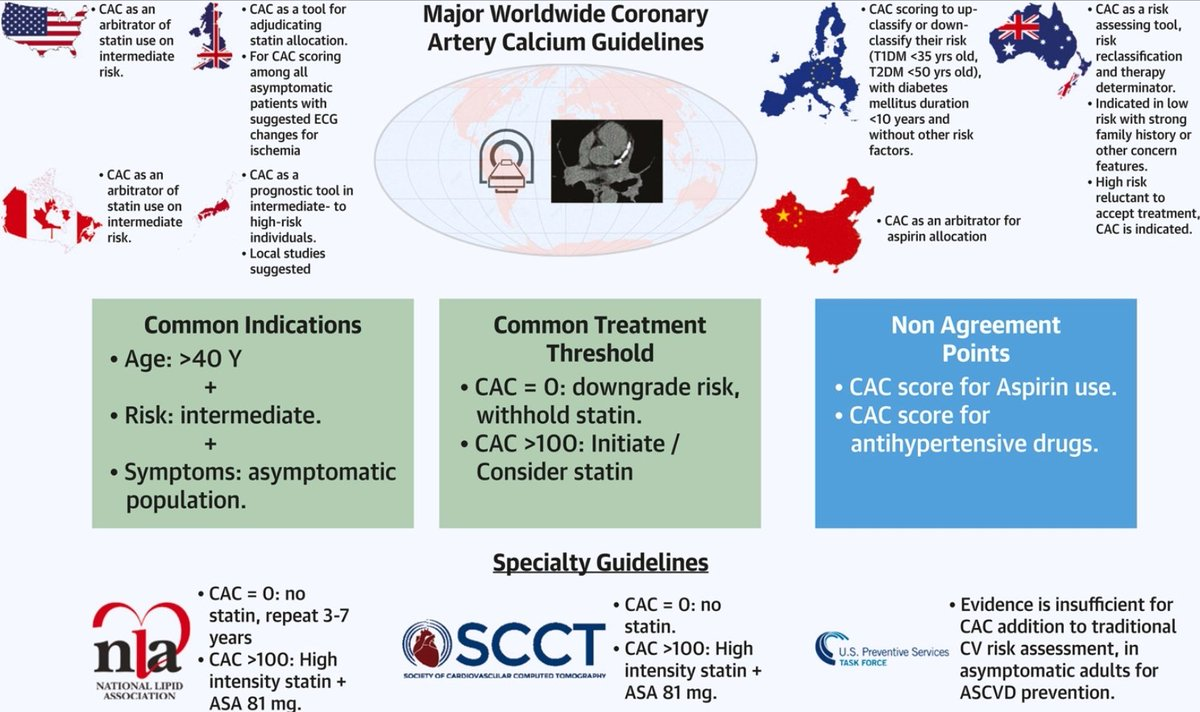 Major Worldwide Coronary
Artery Calcium Guidelines
• CAC as an
arbitrator of
statin use on
intermediate
risk.
• CAC as a tool for
adjudicating
statin allocation.
• For CAC scoring
among all
asymptomatic
patients with
suggested ECG
changes for
ischemia
• CAC as an
arbitrator of
statin use on
intermediate
risk.
• CAC as a
prognostic tool in
intermediate- to
high-risk
individuals.
• Local studies
suggested
• CAC scoring to up-
classify or down-
classify their risk
(T1DM <35 yrs old,
T2DM <50 yrs old),
with diabetes
mellitus duration
<10 years and
without other risk
factors.
• CAC as a risk
assessing tool,
risk
reclassification
and therapy
determinator.
• Indicated in low
risk with strong
family history or
other concern
features.
• High risk
reluctant to
accept treatment,
CAC is indicated.
• CAC as an arbitrator for
aspirin allocation
Common Indications
• Age: >40 Y
+
• Risk: intermediate.
+
• Symptoms: asymptomatic
population.
Common Treatment
Threshold
• CAC = 0: downgrade risk,
withhold statin.
• CAC >100: Initiate /
Consider statin
Non Agreement
Points
• CAC score for Aspirin use.
• CAC score for
antihypertensive drugs.
Specialty Guidelines
nla
NATIONAL LIPID
ASSOCIATION
• CAC = 0: no
statin, repeat 3-7
years
• CAC >100: High
intensity statin +
ASA 81 mg.
SCCT
SOCIETY OF CARDIOVASCULAR COMPUTED TOMOGRAPHY
• CAC = 0: no
statin.
• CAC >100: High
intensity statin +
ASA 81 mg.
U.S. Preventive Services
TASK FORCE
• Evidence is insufficient for
CAC addition to traditional
CV risk assessment, in
asymptomatic adults for
ASCVD prevention.